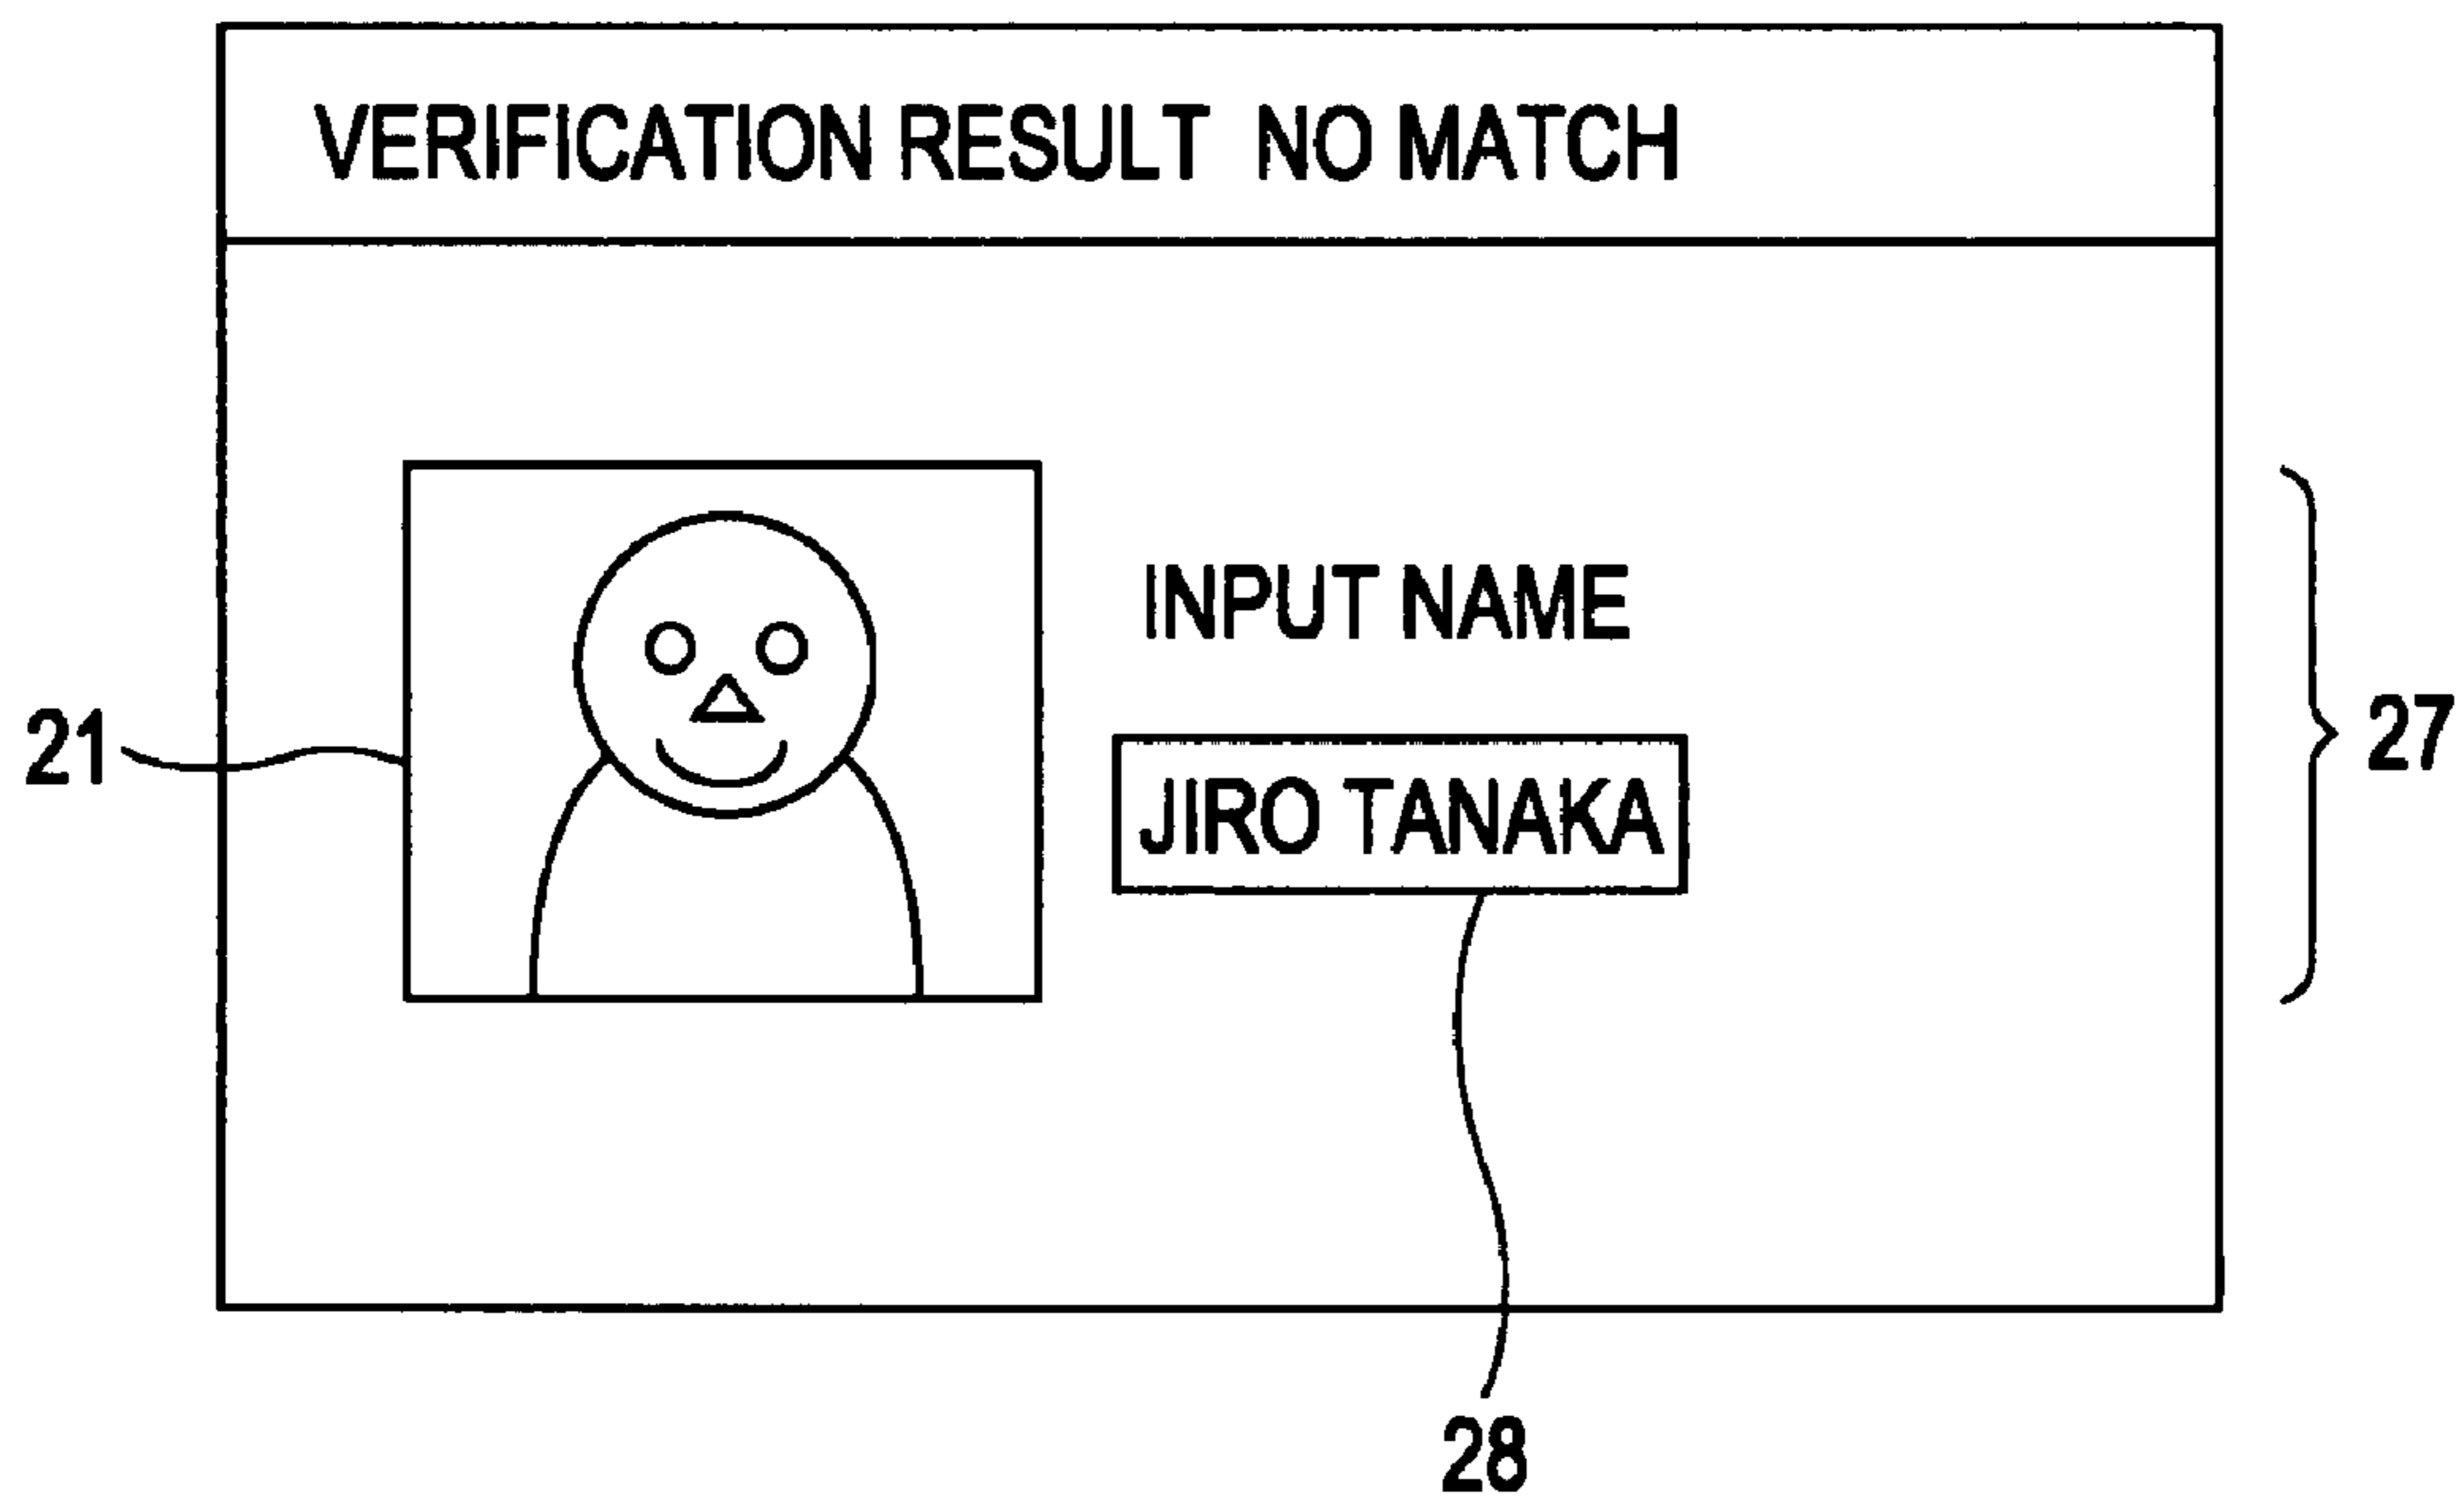 VERIFICATION RESULT NO MATCH
INPUT NAME
21
27
JIRO TANAKA
28